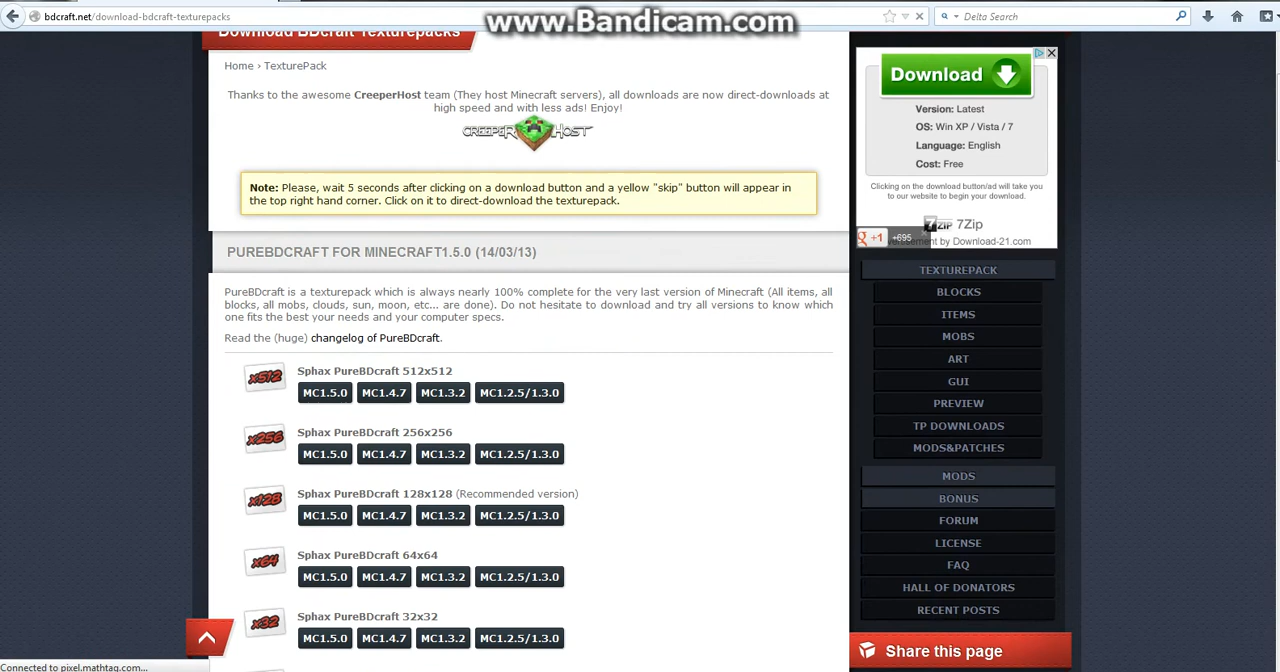 bdcraft.net/download-bdcraft-texturepacks
www.Bandicam.com
Delta Search
Download BDcraft Texturepacks
Home › TexturePack
Thanks to the awesome CreeperHost team (They host Minecraft servers), all downloads are now direct-downloads at
high speed and with less ads! Enjoy!
CREEPER HOST
Note: Please, wait 5 seconds after clicking on a download button and a yellow "skip" button will appear in
the top right hand corner. Click on it to direct-download the texturepack.
PUREBDCRAFT FOR MINECRAFT1.5.0 (14/03/13)
PureBDcraft is a texturepack which is always nearly 100% complete for the very last version of Minecraft (All items, all
blocks, all mobs, clouds, sun, moon, etc... are done). Do not hesitate to download and try all versions to know which
one fits the best your needs and your computer specs.
Read the (huge) changelog of PureBDcraft.
x512
Sphax PureBDcraft 512x512
MC1.5.0 MC1.4.7 MC1.3.2 MC1.2.5/1.3.0
x256
Sphax PureBDcraft 256x256
MC1.5.0 MC1.4.7 MC1.3.2 MC1.2.5/1.3.0
x128
Sphax PureBDcraft 128x128 (Recommended version)
MC1.5.0 MC1.4.7 MC1.3.2 MC1.2.5/1.3.0
x64
Sphax PureBDcraft 64x64
MC1.5.0 MC1.4.7 MC1.3.2 MC1.2.5/1.3.0
x32
Sphax PureBDcraft 32x32
MC1.5.0 MC1.4.7 MC1.3.2 MC1.2.5/1.3.0
Connected to pixel.mathtag.com...
Download
Version: Latest
OS: Win XP / Vista / 7
Language: English
Cost: Free
Clicking on the download button/ad will take you
to our website to begin your download.
7ZIP 7Zip
+1 +695
by Download-21.com
TEXTUREPACK
BLOCKS
ITEMS
MOBS
ART
GUI
PREVIEW
TP DOWNLOADS
MODS&PATCHES
MODS
BONUS
FORUM
LICENSE
FAQ
HALL OF DONATORS
RECENT POSTS
Share this page